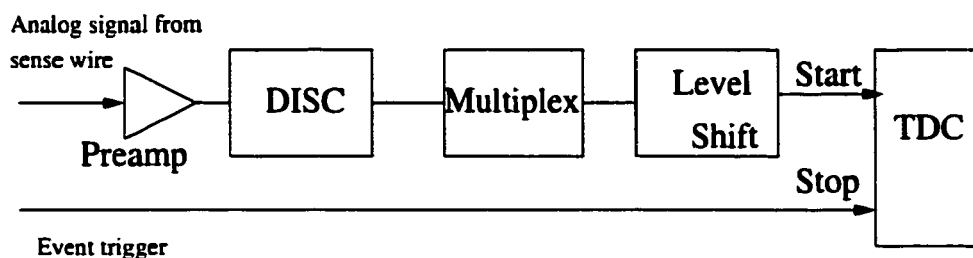 Analog signal from
sense wire
Preamp
DISC
Multiplex
Level
Shift
Start
TDC
Stop
Event trigger